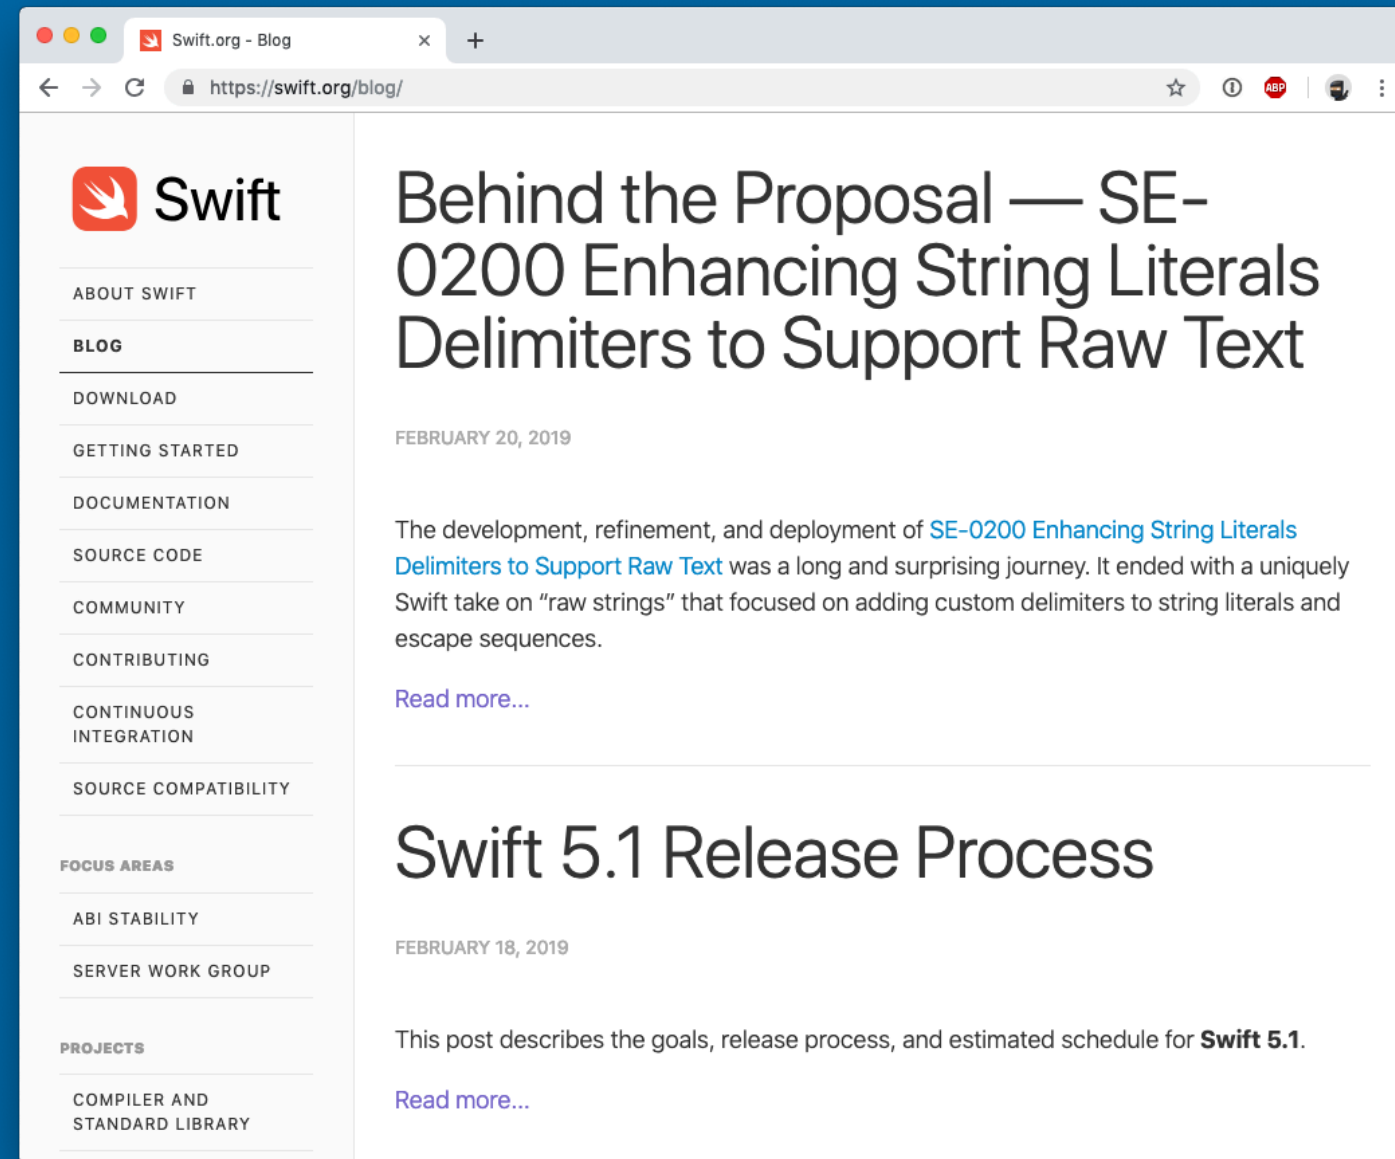 Swift.org - Blog
https://swift.org/blog/
ABP
Swift
ABOUT SWIFT
BLOG
DOWNLOAD
GETTING STARTED
DOCUMENTATION
SOURCE CODE
COMMUNITY
CONTRIBUTING
CONTINUOUS
INTEGRATION
SOURCE COMPATIBILITY
FOCUS AREAS
ABI STABILITY
SERVER WORK GROUP
PROJECTS
COMPILER AND
STANDARD LIBRARY
Behind the Proposal — SE-
0200 Enhancing String Literals
Delimiters to Support Raw Text
FEBRUARY 20, 2019
The development, refinement, and deployment of SE-0200 Enhancing String Literals
Delimiters to Support Raw Text was a long and surprising journey. It ended with a uniquely
Swift take on “raw strings” that focused on adding custom delimiters to string literals and
escape sequences.
Read more...
Swift 5.1 Release Process
FEBRUARY 18, 2019
This post describes the goals, release process, and estimated schedule for Swift 5.1.
Read more...